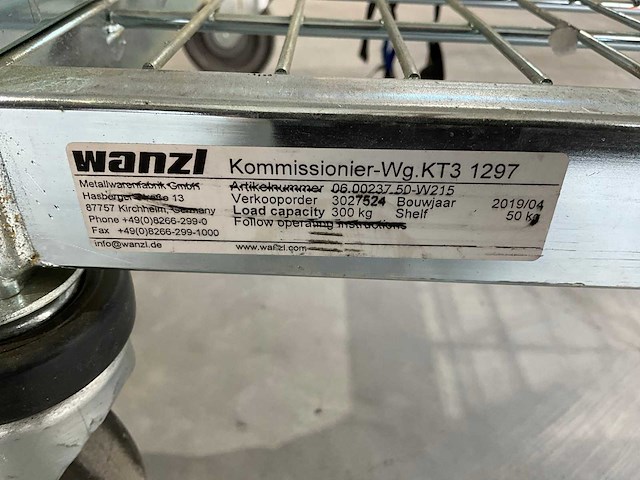 wanzl Kommissionier-Wg.KT3 1297
Metallwarenfabrik GmbH Artikelnummer 06.00237.50-W215
Hasberger Straße 13 Verkooporder 3027524 Bouwjaar 2019/04
87757 Kirchheim, Germany Load capacity 300 kg Shelf 50 kg
Phone +49(0)8266-299-0 Follow operating instructions
Fax +49(0)8266-299-1000
info@wanzl.de www.wanzl.com